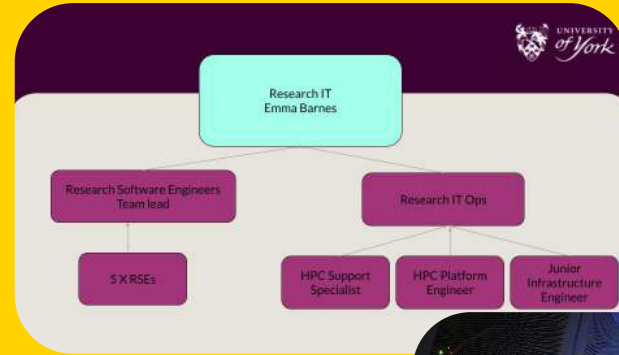 UNIVERSITY
of York
Research IT
Emma Barnes
Research Software Engineers
Team lead
Research IT Ops
5 X RSEs
HPC Support
Specialist
HPC Platform
Engineer
Junior
Infrastructure
Engineer